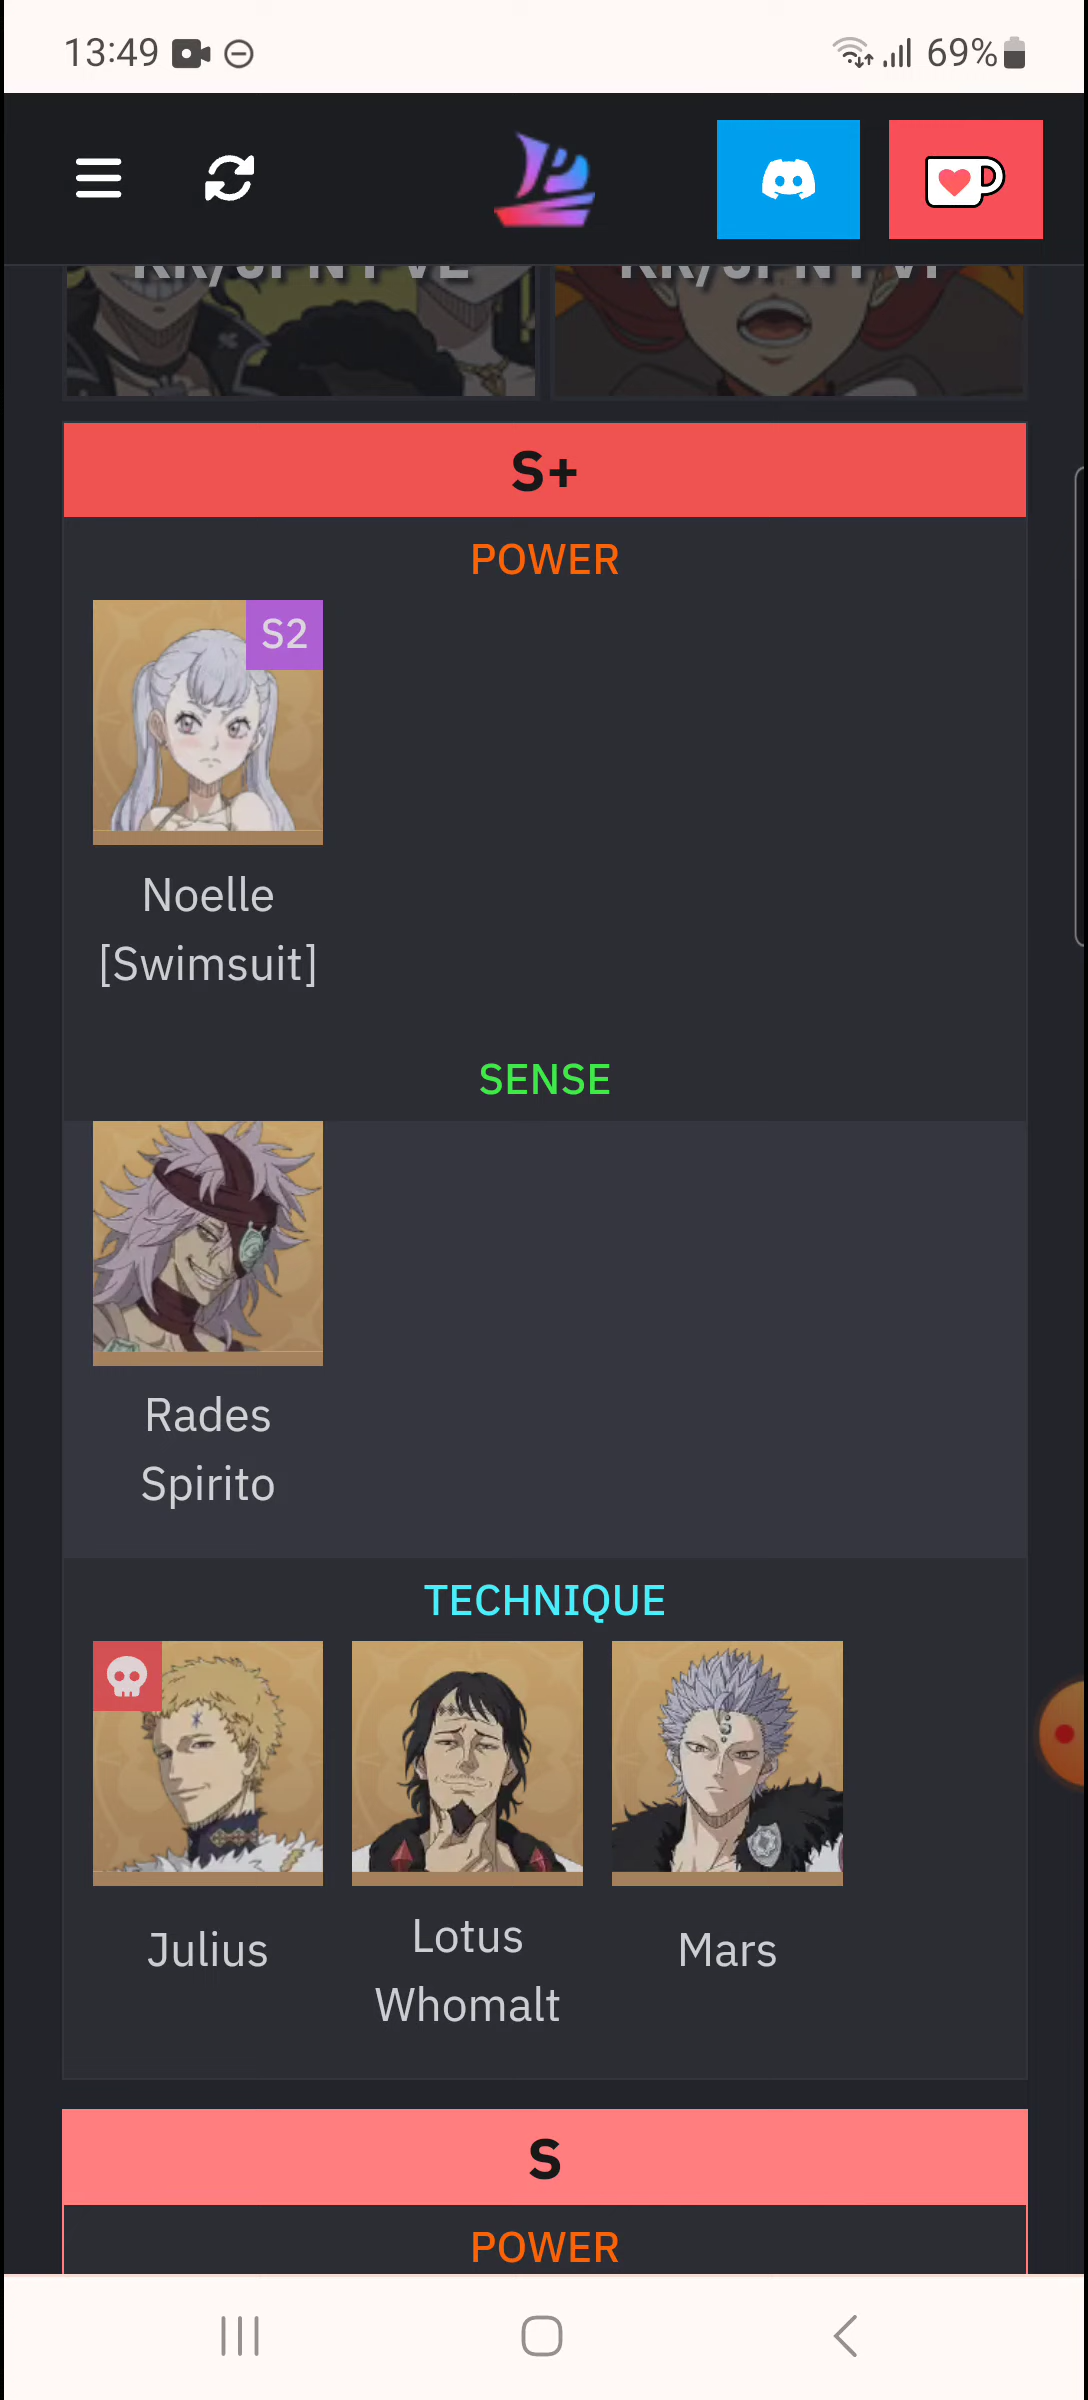 13:49
69%
S+
POWER
S2
Noelle
[Swimsuit]
SENSE
Rades
Spirito
TECHNIQUE
Julius
Lotus
Whomalt
Mars
S
POWER